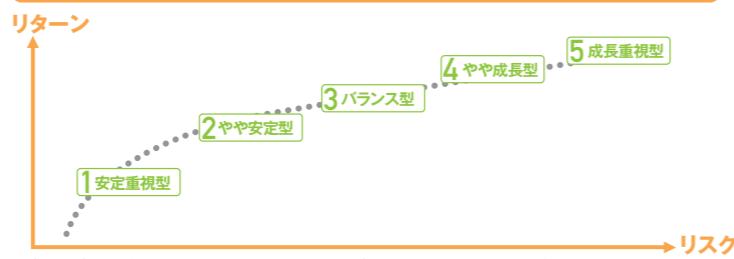 リターン
5 成長重視型
4 やや成長型
3 バランス型
2 やや安定型
1 安定重視型
リスク